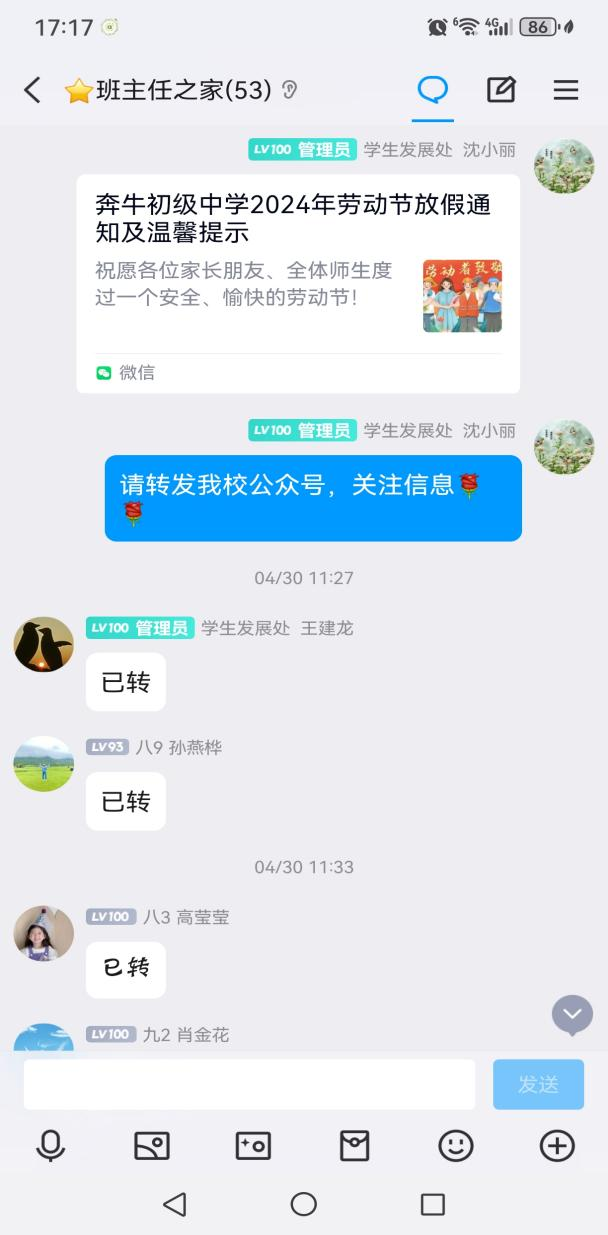 17:17
6 4G 86
班主任之家(53)
LV100 管理员 学生发展处 沈小丽
奔牛初级中学2024年劳动节放假通
知及温馨提示
祝愿各位家长朋友、全体师生度
过一个安全、愉快的劳动节!
劳动者致敬
微信
LV100 管理员 学生发展处 沈小丽
请转发我校公众号，关注信息🌹
🌹
04/30 11:27
LV100 管理员 学生发展处 王建龙
已转
LV93 八9 孙燕桦
已转
04/30 11:33
LV100 八3 高莹莹
已转
LV100 九2 肖金花
发送